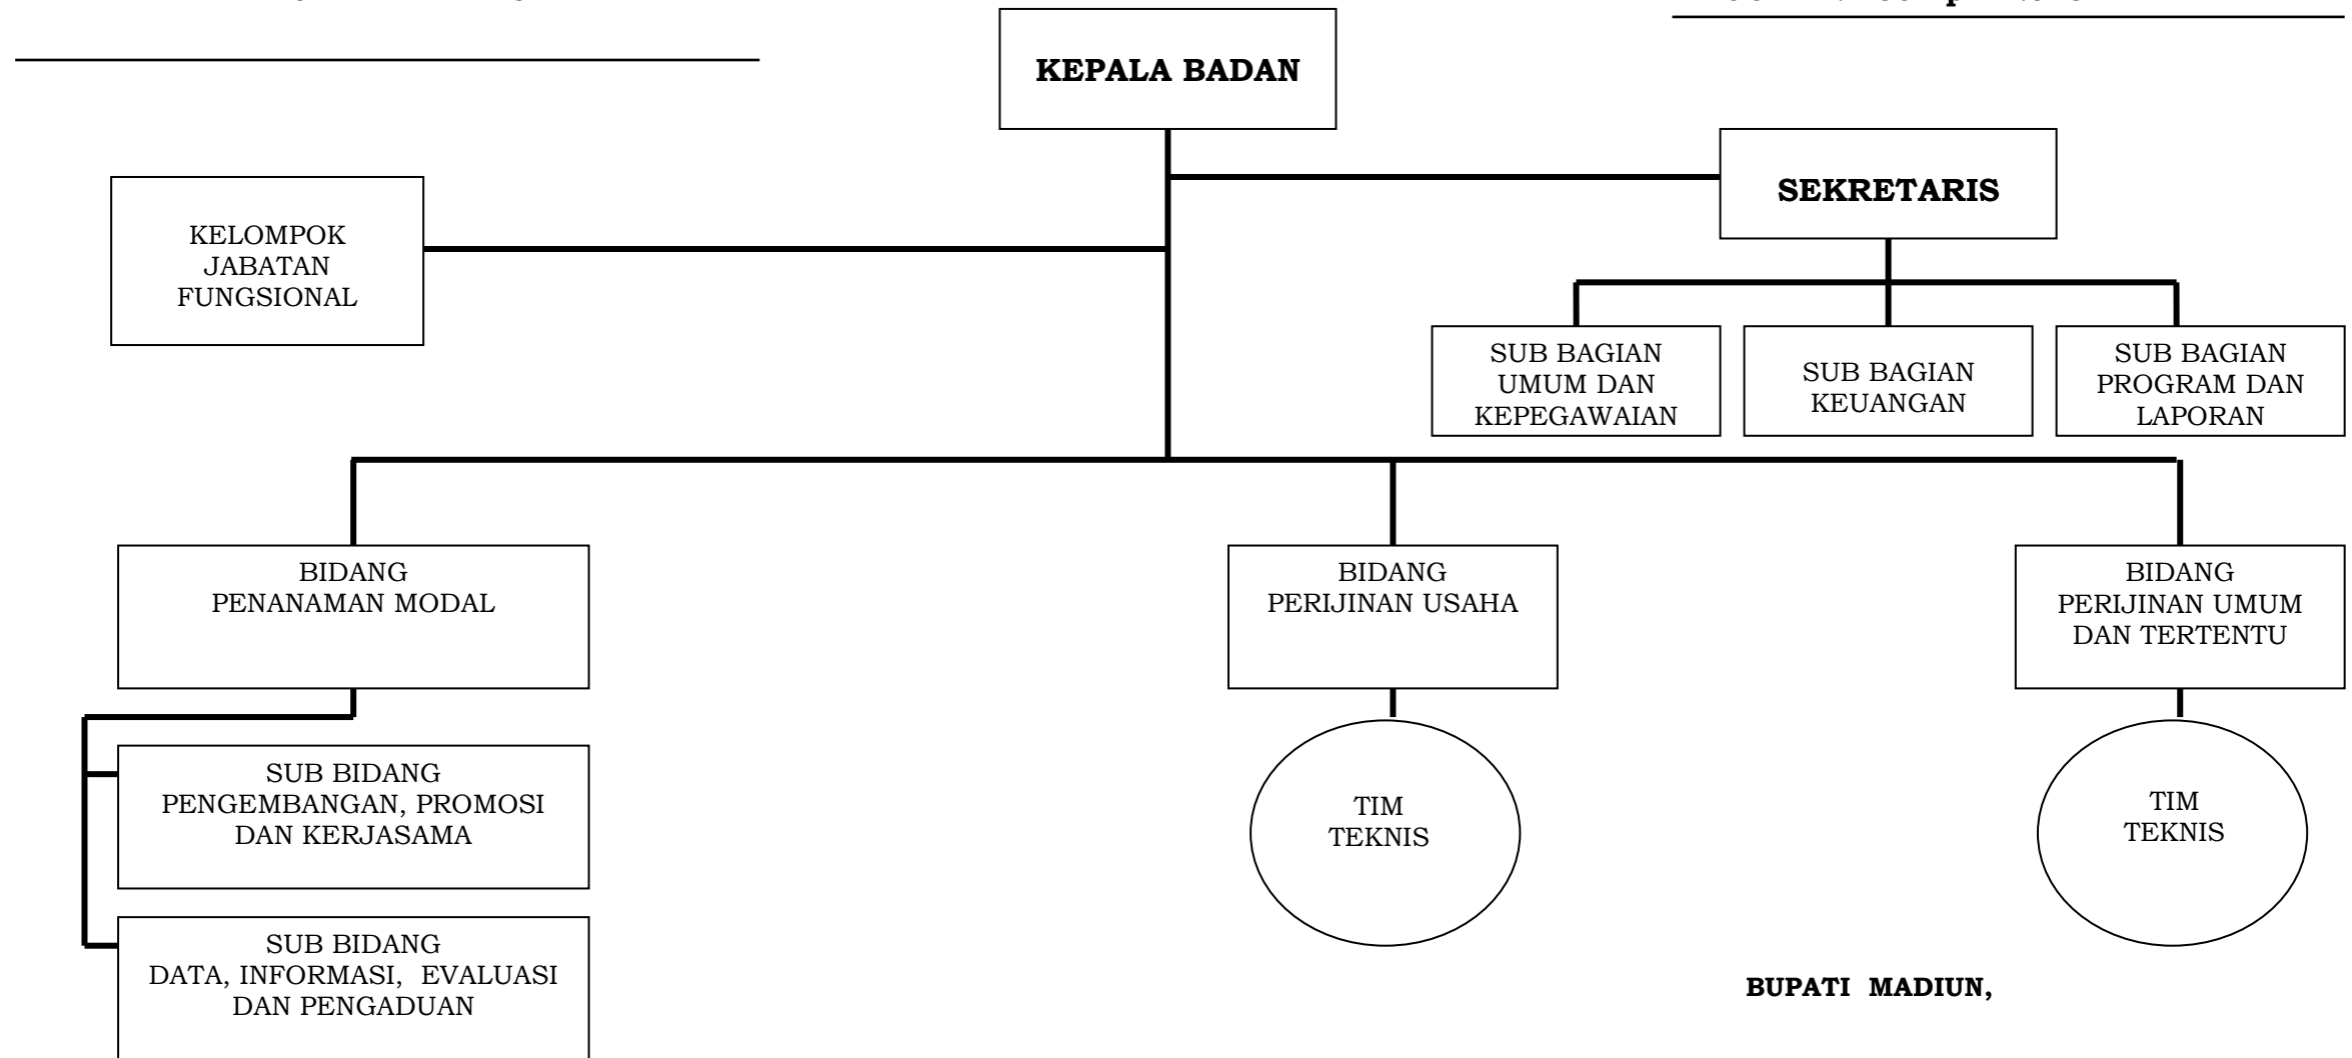 KEPALA BADAN
SEKRETARIS
KELOMPOK
JABATAN
FUNGSIONAL
SUB BAGIAN
UMUM DAN
KEPEGAWAIAN
SUB BAGIAN
KEUANGAN
SUB BAGIAN
PROGRAM DAN
LAPORAN
BIDANG
PENANAMAN MODAL
BIDANG
PERIJINAN USAHA
BIDANG
PERIJINAN UMUM
DAN TERTENTU
SUB BIDANG
PENGEMBANGAN, PROMOSI
DAN KERJASAMA
TIM
TEKNIS
TIM
TEKNIS
SUB BIDANG
DATA, INFORMASI,  EVALUASI
DAN PENGADUAN
BUPATI  MADIUN,